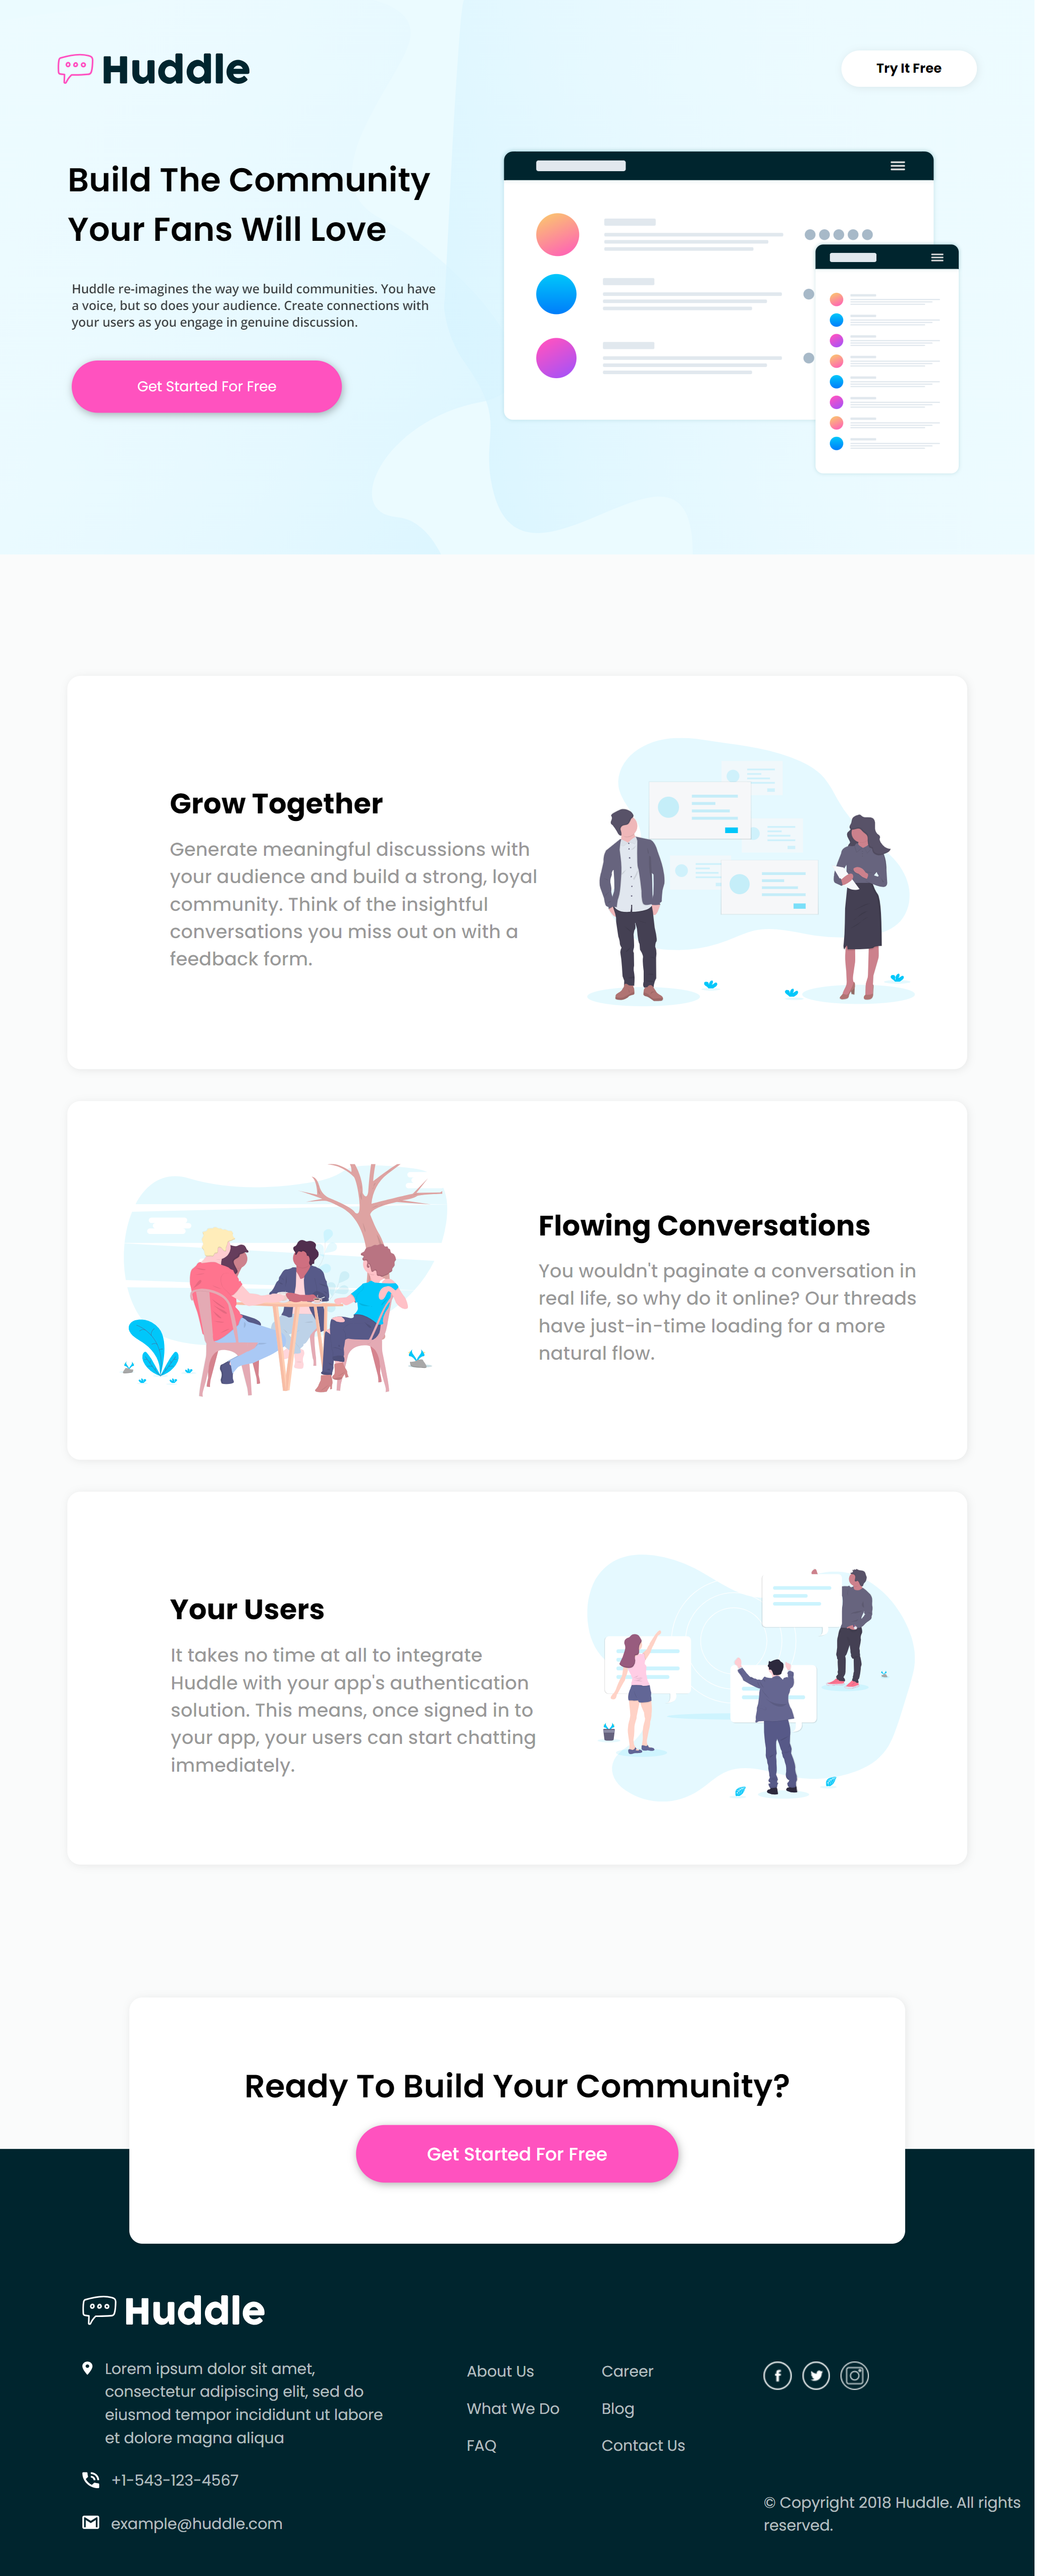 Huddle
Try It Free
Build The Community
Your Fans Will Love
Huddle re-imagines the way we build communities. You have
a voice, but so does your audience. Create connections with
your users as you engage in genuine discussion.
Get Started For Free
Grow Together
Generate meaningful discussions with
your audience and build a strong, loyal
community. Think of the insightful
conversations you miss out on with a
feedback form.
Flowing Conversations
You wouldn't paginate a conversation in
real life, so why do it online? Our threads
have just-in-time loading for a more
natural flow.
Your Users
It takes no time at all to integrate
Huddle with your app's authentication
solution. This means, once signed in to
your app, your users can start chatting
immediately.
Ready To Build Your Community?
Get Started For Free
Huddle
Lorem ipsum dolor sit amet,
consectetur adipiscing elit, sed do
eiusmod tempor incididunt ut labore
et dolore magna aliqua
+1-543-123-4567
example@huddle.com
About Us
What We Do
FAQ
Career
Blog
Contact Us
© Copyright 2018 Huddle. All rights
reserved.